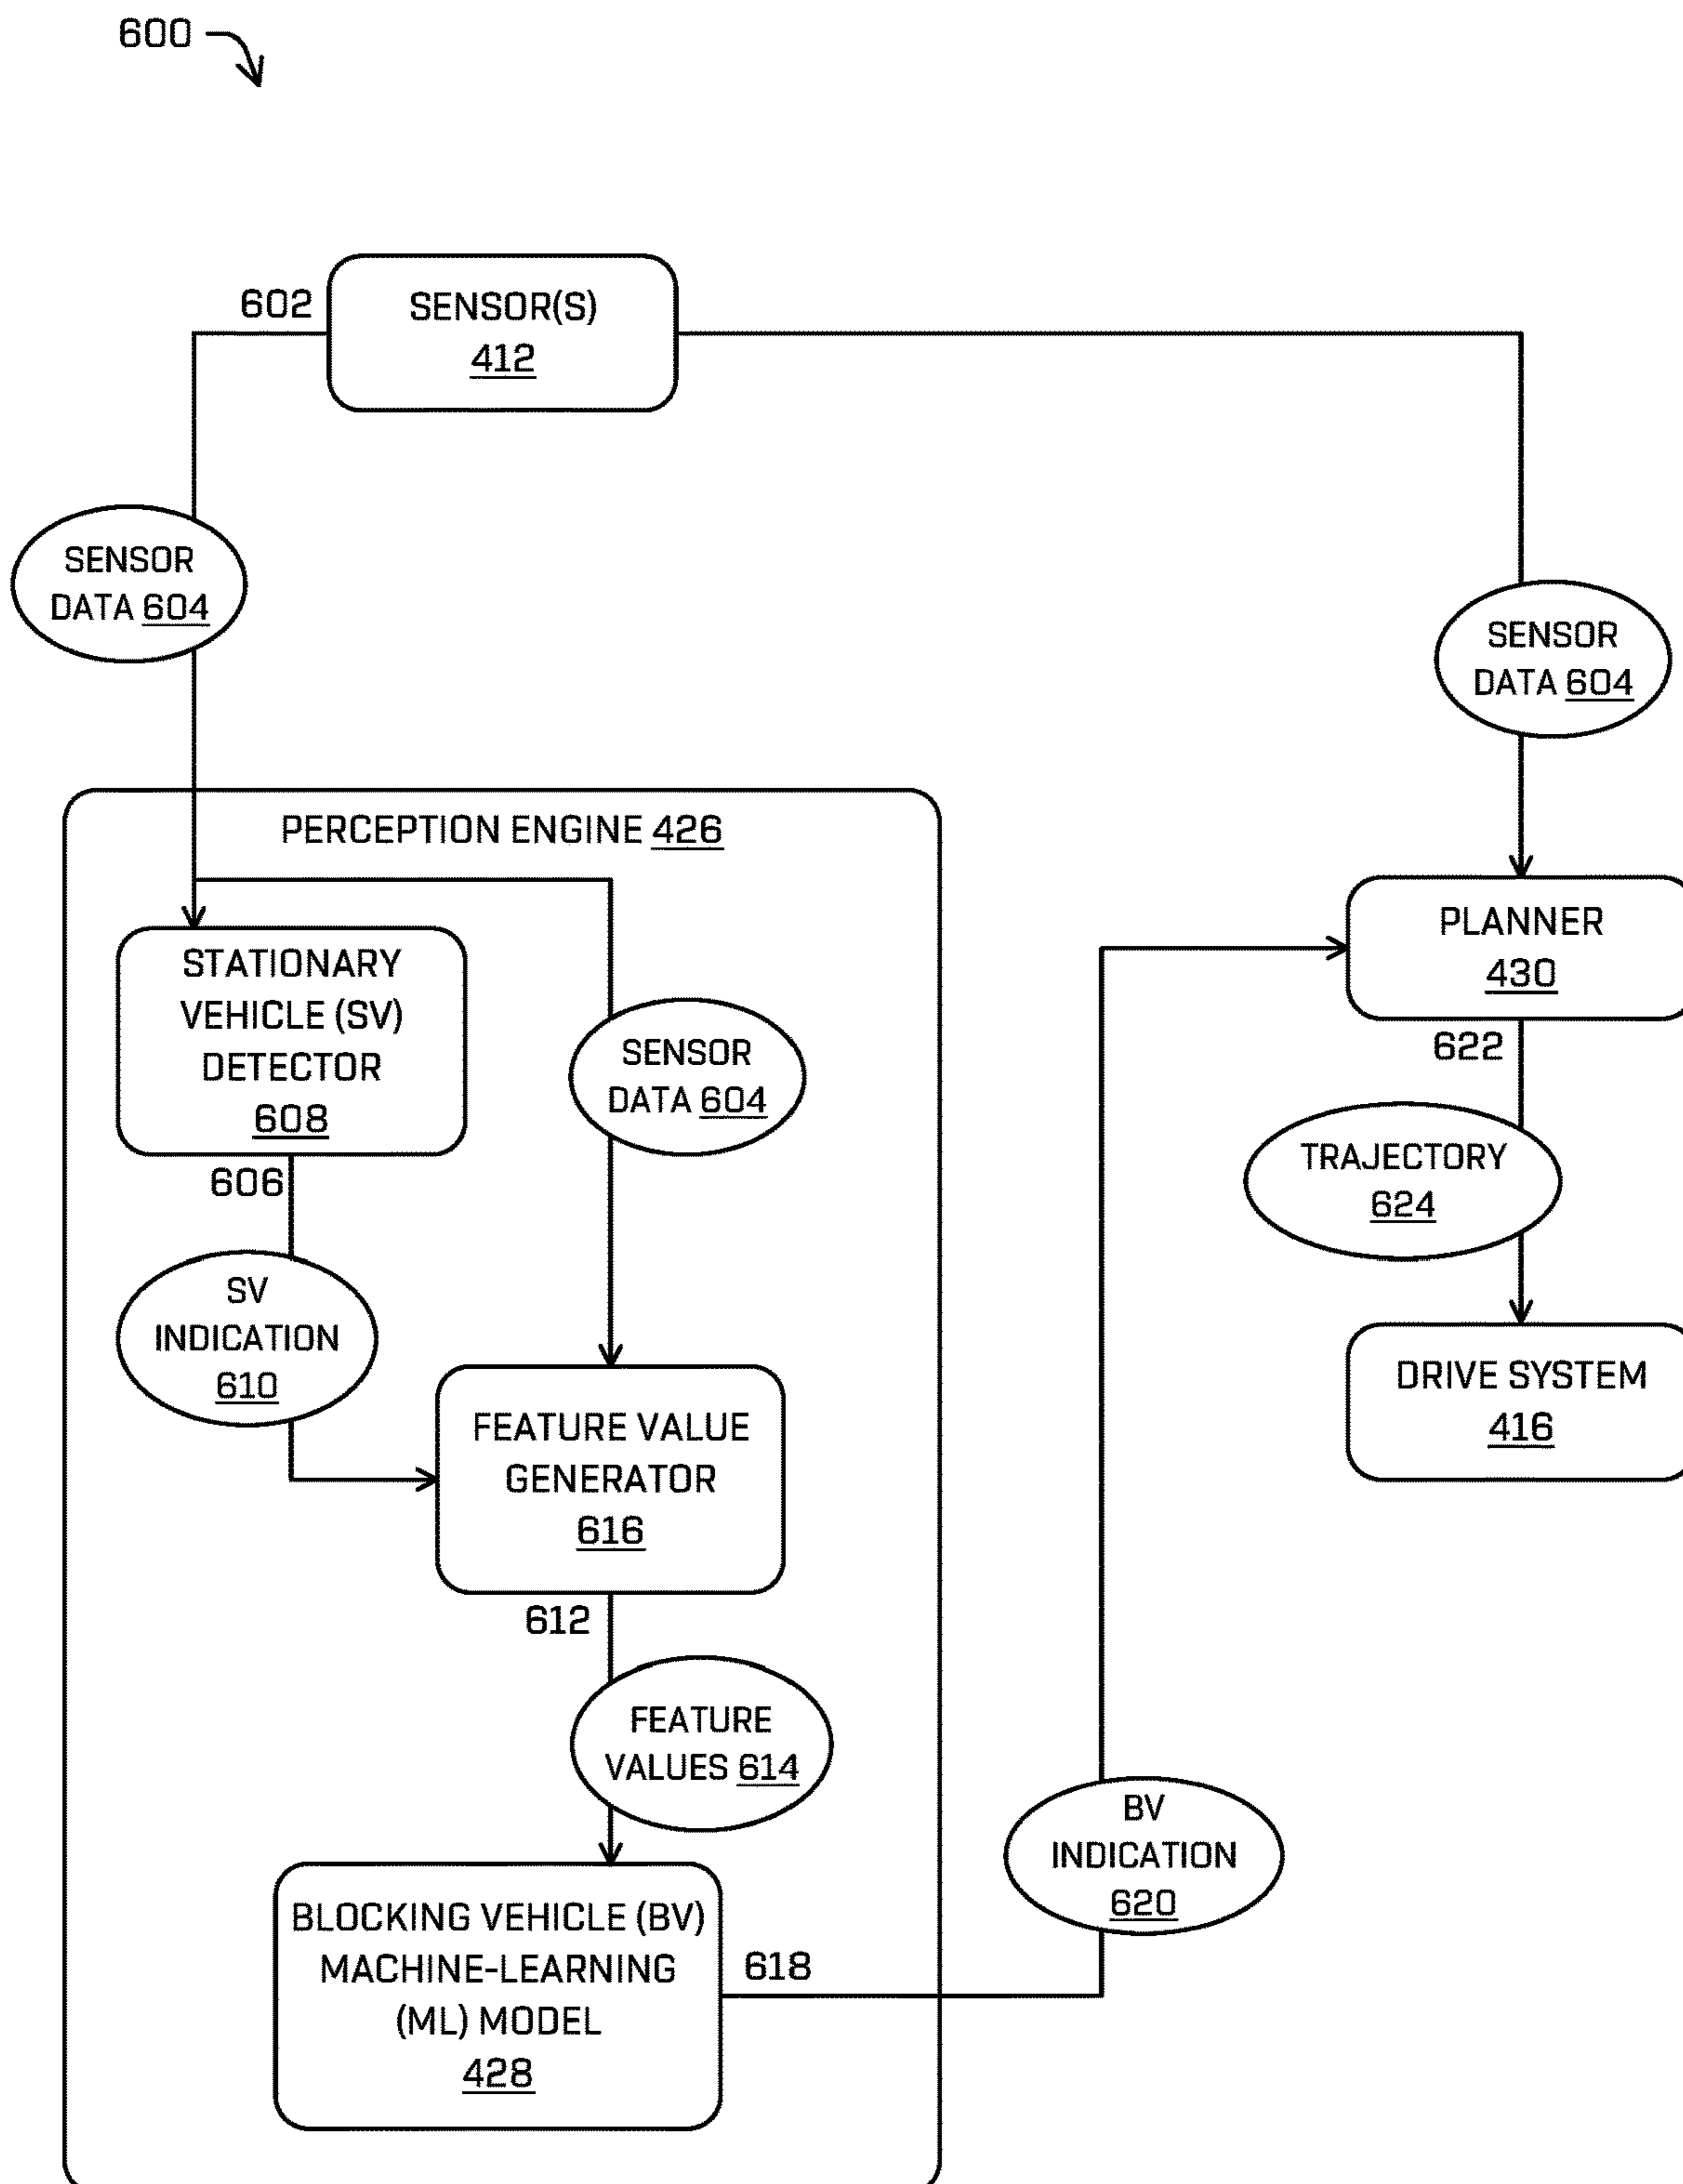 600
602
SENSOR(S)
412
SENSOR
DATA 604
SENSOR
DATA 604
PERCEPTION ENGINE 426
STATIONARY
VEHICLE (SV)
DETECTOR
608
SENSOR
DATA 604
606
SV
INDICATION
610
FEATURE VALUE
GENERATOR
616
612
FEATURE
VALUES 614
BLOCKING VEHICLE (BV)
MACHINE-LEARNING
(ML) MODEL
428
618
BV
INDICATION
620
PLANNER
430
622
TRAJECTORY
624
DRIVE SYSTEM
416